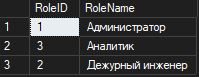 RoleID RoleName
1 1 Администратор
2 3 Аналитик
3 2 Дежурный инженер